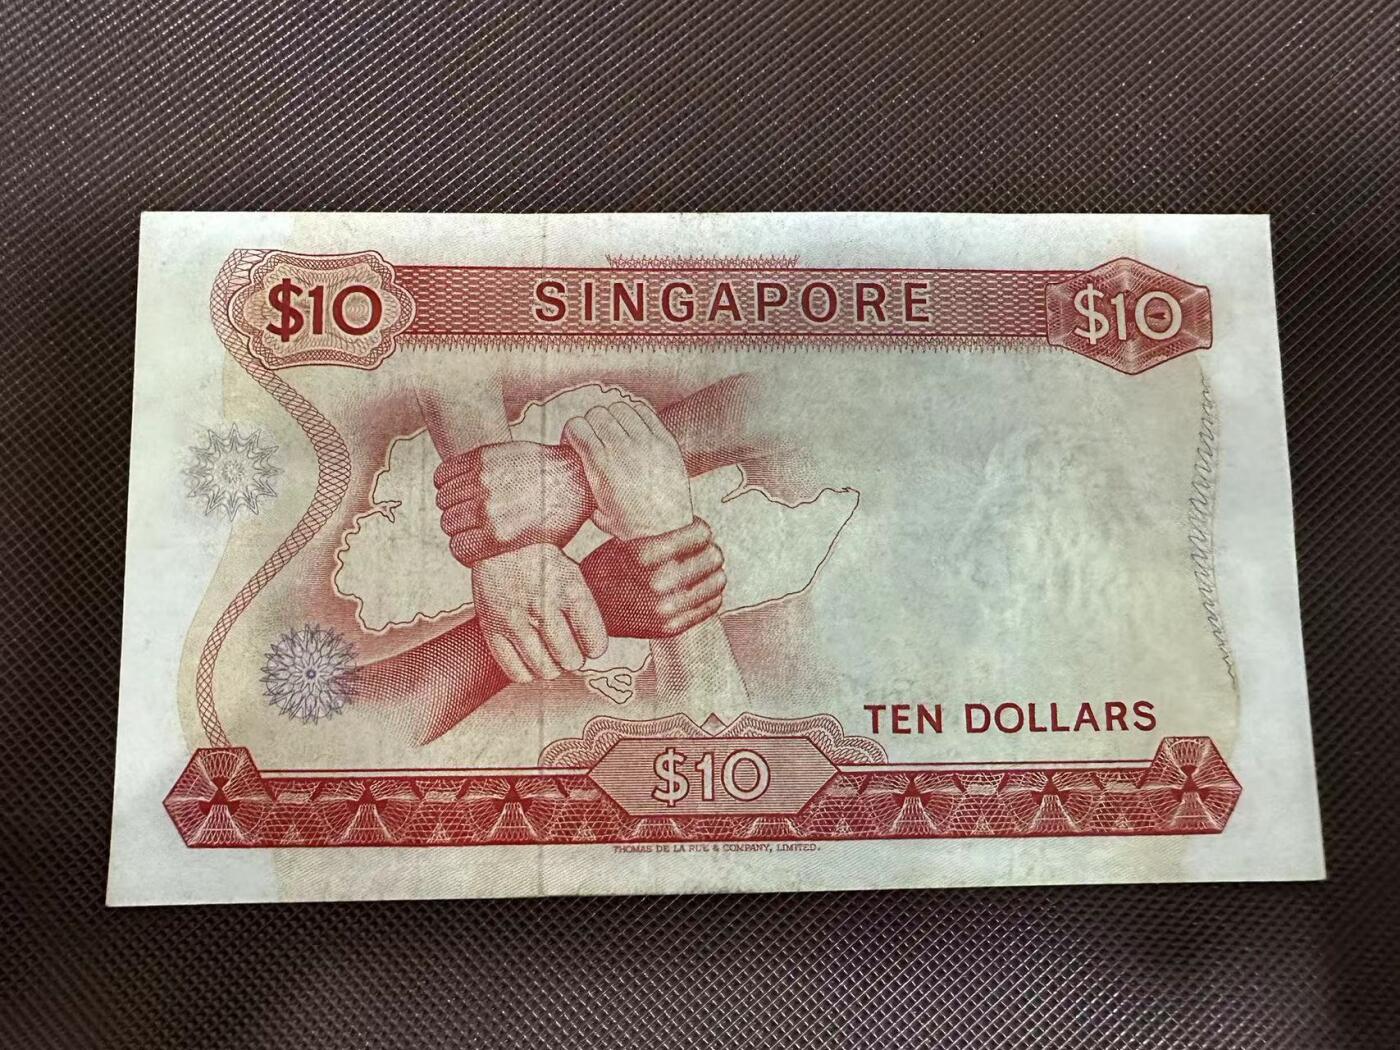 $10 SINGAPORE $10
TEN DOLLARS
$10
THOMAS DE LA RUE & COMPANY, LIMITED.